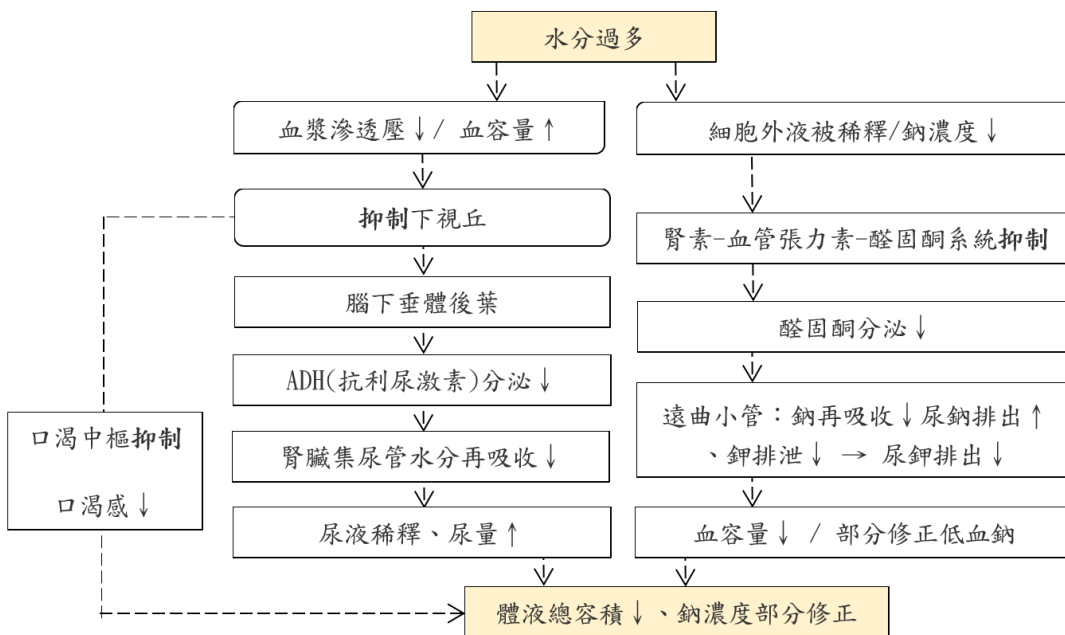 水分過多
血漿滲透壓↓/ 血容量↑
細胞外液被稀釋/鈉濃度↓
抑制下視丘
腎素-血管張力素-醛固酮系統抑制
腦下垂體後葉
醛固酮分泌↓
ADH(抗利尿激素)分泌↓
遠曲小管：鈉再吸收↓尿鈉排出↑
、鉀排泄↓ → 尿鉀排出↓
口渴中樞抑制
口渴感↓
腎臟集尿管水分再吸收↓
尿液稀釋、尿量↑
血容量↓ / 部分修正低血鈉
體液總容積↓、鈉濃度部分修正